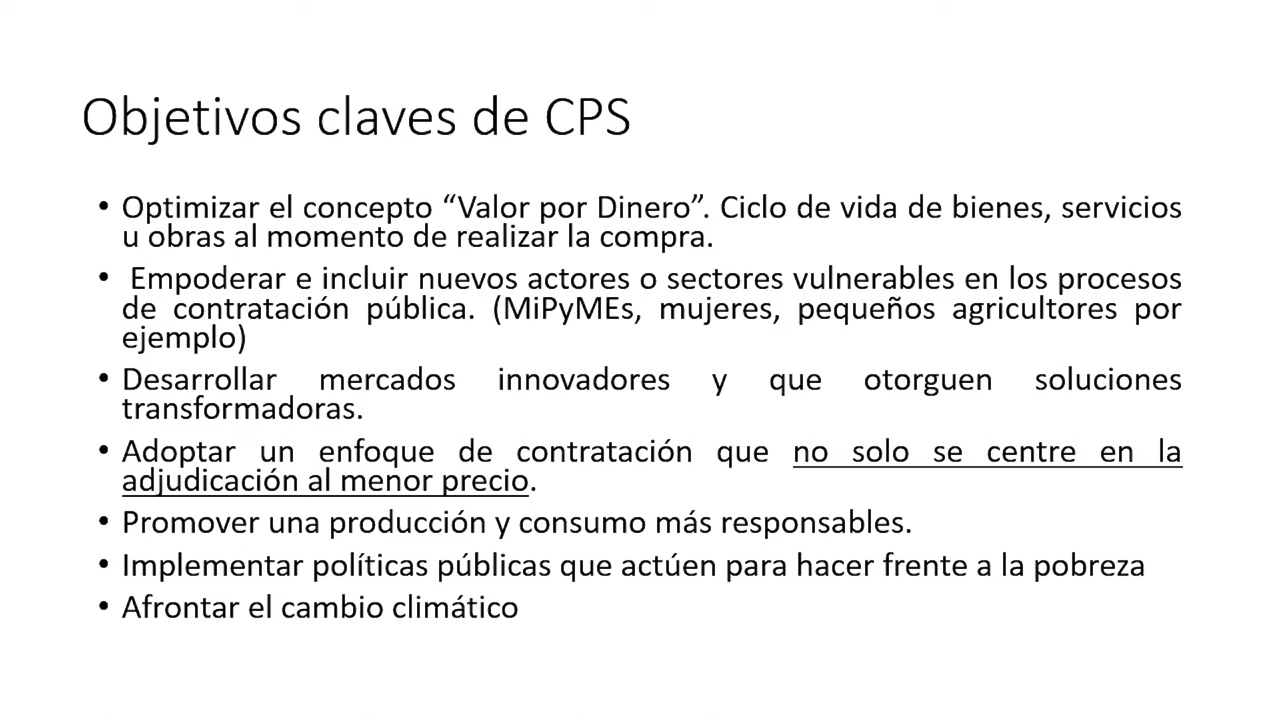 Objetivos claves de CPS
• Optimizar el concepto “Valor por Dinero”. Ciclo de vida de bienes, servicios
u obras al momento de realizar la compra.
• Empoderar e incluir nuevos actores o sectores vulnerables en los procesos
de contratación pública. (MiPyMEs, mujeres, pequeños agricultores por
ejemplo)
• Desarrollar mercados innovadores y que otorguen soluciones
transformadoras.
• Adoptar un enfoque de contratación que no solo se centre en la
adjudicación al menor precio.
• Promover una producción y consumo más responsables.
• Implementar políticas públicas que actúen para hacer frente a la pobreza
• Afrontar el cambio climático